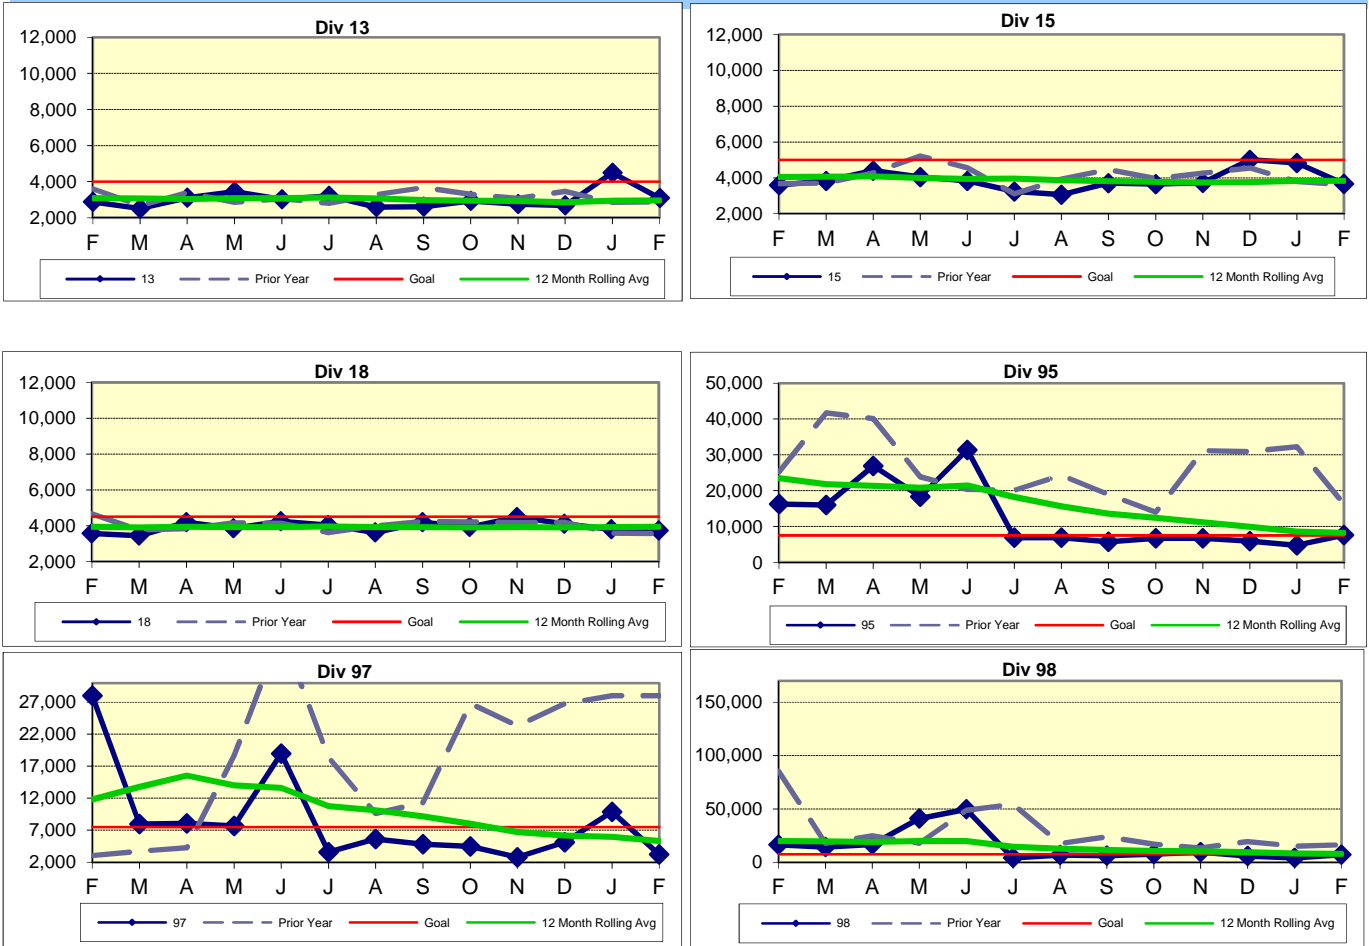 Div 13
12,000
10,000
8,000
6,000
4,000
2,000
F M A M J J A S O N D J F
13 Prior Year Goal 12 Month Rolling Avg
Div 15
12,000
10,000
8,000
6,000
4,000
2,000
F M A M J J A S O N D J F
15 Prior Year Goal 12 Month Rolling Avg
Div 18
12,000
10,000
8,000
6,000
4,000
2,000
F M A M J J A S O N D J F
18 Prior Year Goal 12 Month Rolling Avg
Div 95
50,000
40,000
30,000
20,000
10,000
0
F M A M J J A S O N D J F
95 Prior Year Goal 12 Month Rolling Avg
Div 97
27,000
22,000
17,000
12,000
7,000
2,000
F M A M J J A S O N D J F
97 Prior Year Goal 12 Month Rolling Avg
Div 98
150,000
100,000
50,000
0
F M A M J J A S O N D J F
98 Prior Year Goal 12 Month Rolling Avg